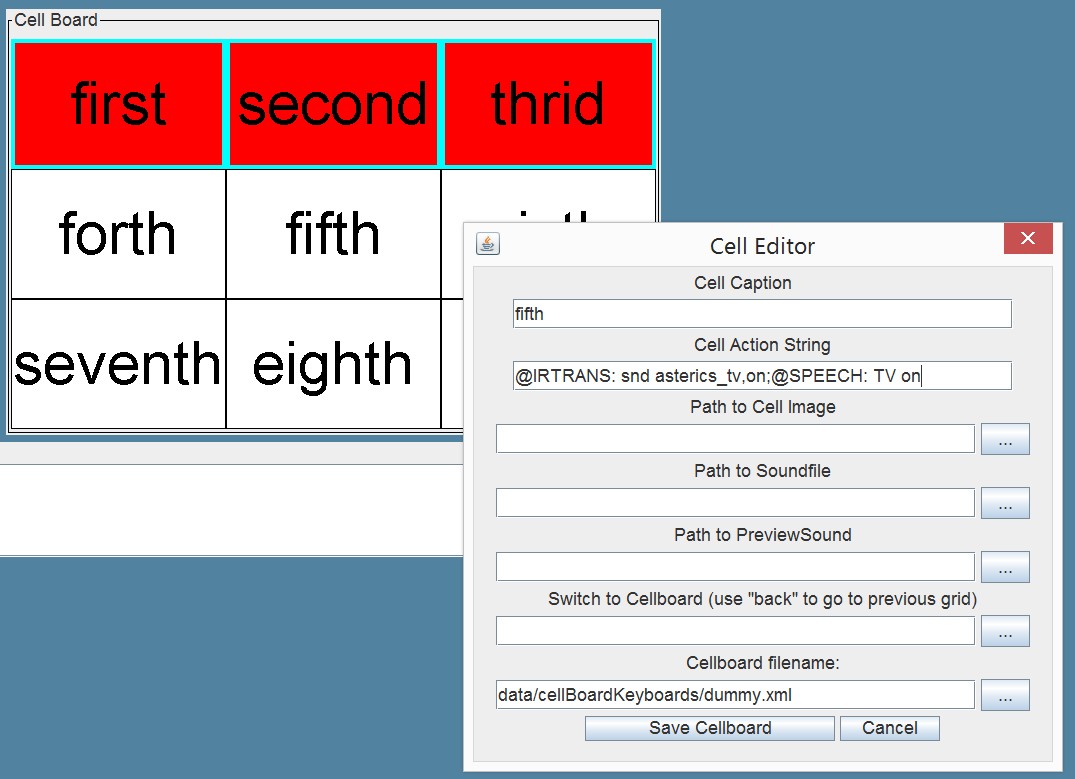 Cell Board
first second thrid
forth fifth
seventh eighth
Cell Editor
Cell Caption
fifth
Cell Action String
@IRTRANS: snd asterics_tv,on;@SPEECH: TV on
Path to Cell Image
...
Path to Soundfile
...
Path to PreviewSound
...
Switch to Cellboard (use "back" to go to previous grid)
...
Cellboard filename:
data/cellBoardKeyboards/dummy.xml ...
Save Cellboard Cancel